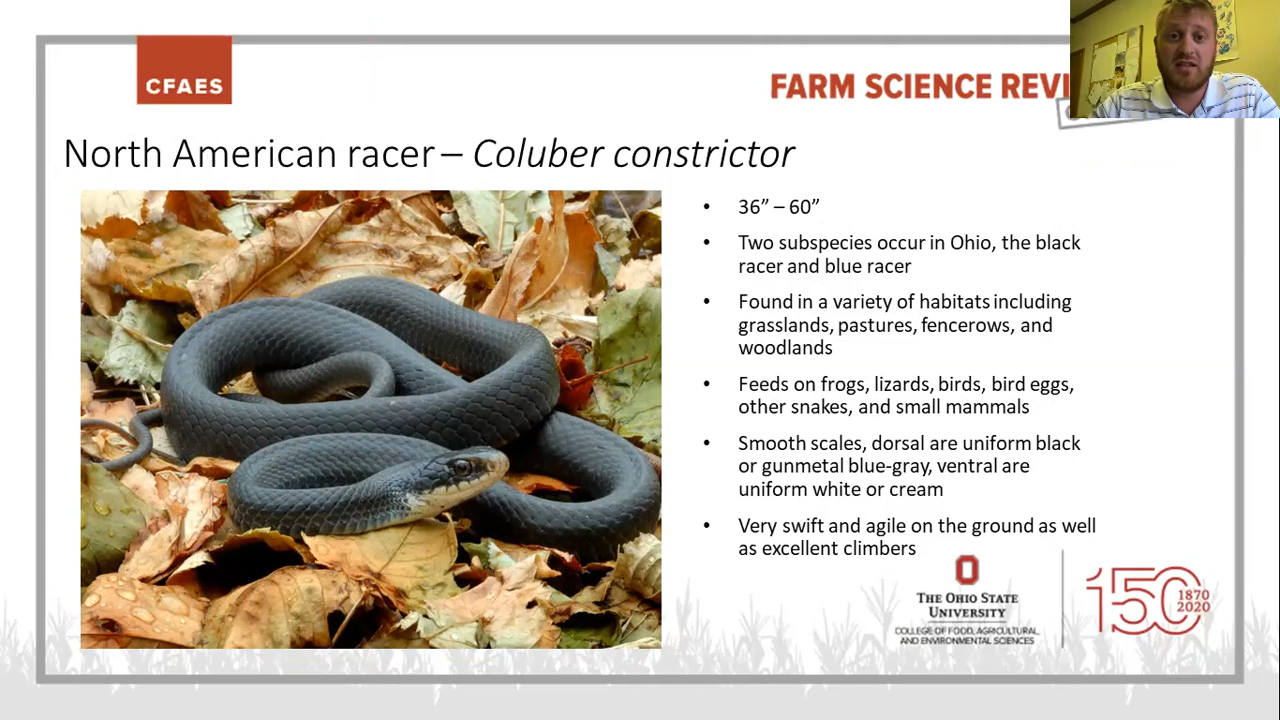 CFAES
FARM SCIENCE REVI
North American racer – Coluber constrictor
• 36” – 60”
• Two subspecies occur in Ohio, the black
racer and blue racer
• Found in a variety of habitats including
grasslands, pastures, fencerows, and
woodlands
• Feeds on frogs, lizards, birds, bird eggs,
other snakes, and small mammals
• Smooth scales, dorsal are uniform black
or gunmetal blue-gray, ventral are
uniform white or cream
• Very swift and agile on the ground as well
as excellent climbers
THE OHIO STATE
UNIVERSITY
COLLEGE OF FOOD, AGRICULTURAL,
AND ENVIRONMENTAL SCIENCES
150
1870
2020